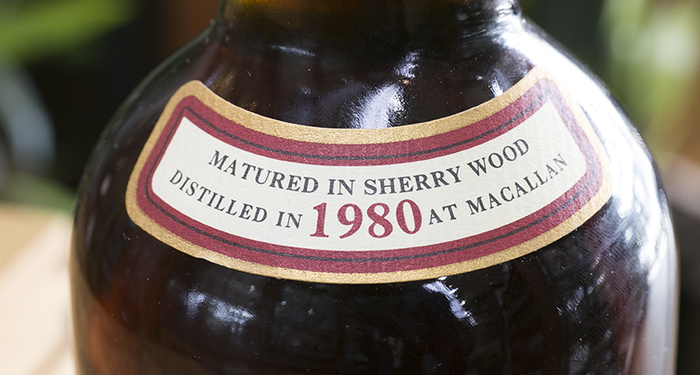 MATURED IN SHERRY WOOD
DISTILLED IN 1980 AT MACALLAN